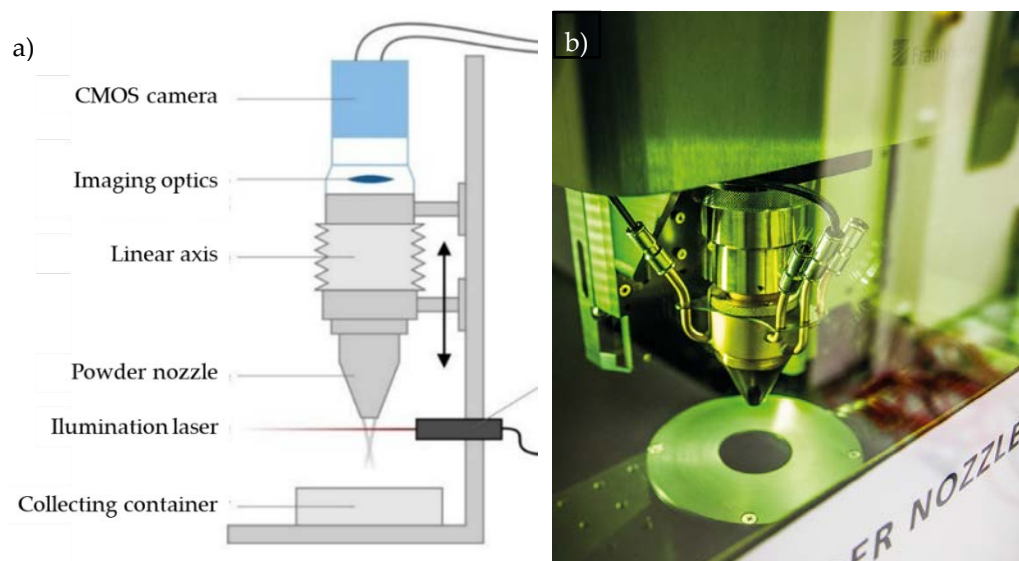 a)
CMOS camera
Imaging optics
Linear axis
Powder nozzle
Ilumination laser
Collecting container
b)
ER NOZZLE